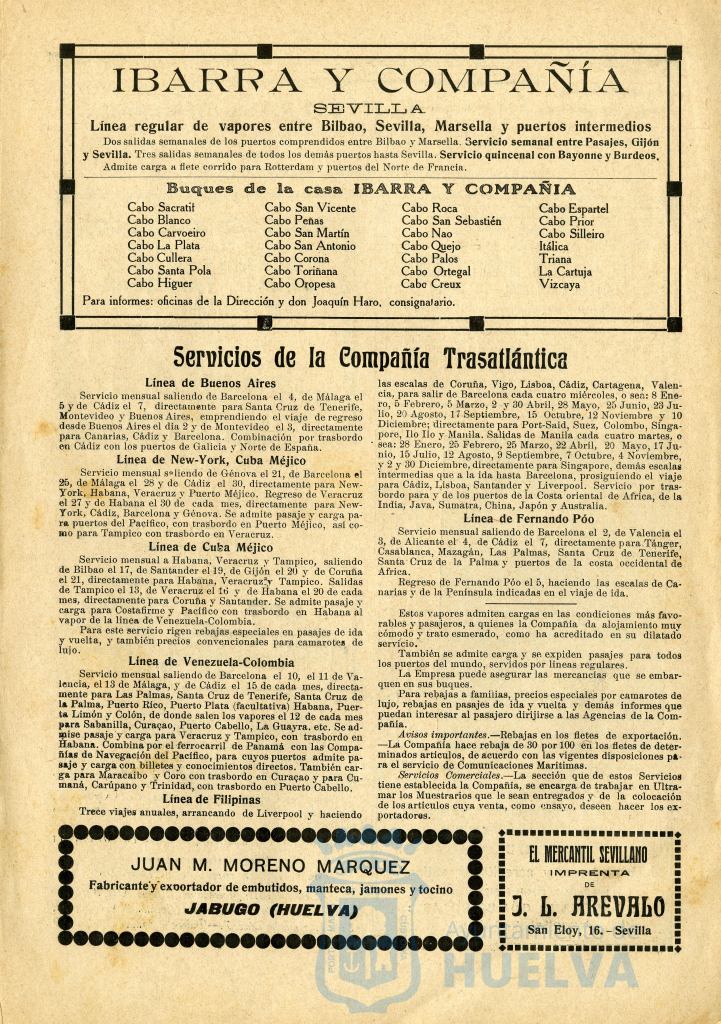 IBARRA Y COMPAÑÍA
SEVILLA
Línea regular de vapores entre Bilbao, Sevilla, Marsella y puertos intermedios
Dos salidas semanales de los puertos comprendidos entre Bilbao y Marsella. Servicio semanal entre Pasajes, Gijón
y Sevilla. Tres salidas semanales de todos los demás puertos hasta Sevilla. Servicio quincenal con Bayonne y Burdeos,
Admite carga a flete corrido para Rotterdam y puertos del Norte de Francia.
Buques de la casa IBARRA Y COMPAÑIA
Cabo Sacratif
Cabo Blanco
Cabo Carvoeiro
Cabo La Plata
Cabo Cullera
Cabo Santa Pola
Cabo Higuer
Cabo San Vicente
Cabo Peñas
Cabo San Martín
Cabo San Antonio
Cabo Corona
Cabo Toriñana
Cabo Oropesa
Cabo Roca
Cabo San Sebastién
Cabo Nao
Cabo Quejo
Cabo Palos
Cabo Ortegal
Cabo Creux
Cabo Espartel
Cabo Prior
Cabo Silleiro
Itálica
Triana
La Cartuja
Vizcaya
Para informes: oficinas de la Dirección y don Joaquín Haro, consignatario.
Servicios de la Compañía Trasatlántica
Línea de Buenos Aires
Servicio mensual saliendo de Barcelona el 4, de Málaga el
5 y de Cádiz el 7, directamente para Santa Cruz de Tenerife,
Montevideo y Buenos Aires, emprendiendo el viaje de regreso
desde Buenos Aires el día 2 y de Montevideo el 3, directamente
para Canarias, Cádiz y Barcelona. Combinación por trasbordo
en Cádiz con los puertos de Galicia y Norte de España.
Línea de New-York, Cuba Méjico
Servicio mensual saliendo de Génova el 21, de Barcelona el
25, de Málaga el 28 y de Cádiz el 30, directamente para New-
York, Habana, Veracruz y Puerto Méjico. Regreso de Veracruz
el 27 y de Habana el 30 de cada mes, directamente para New-
York, Cádiz, Barcelona y Génova. Se admite pasaje y carga pa-
ra puertos del Pacífico, con trasbordo en Puerto Méjico, así co-
mo para Tampico con trasbordo en Veracruz.
Línea de Cuba Méjico
Servicio mensual a Habana, Veracruz y Tampico, saliendo
de Bilbao el 17, de Santander el 19, de Gijón el 20 y de Coruña
el 21, directamente para Habana, Veracruz y Tampico. Salidas
de Tampico el 13, de Veracruz el 16 y de Habana el 20 de cada
mes, directamente para Coruña y Santander. Se admite pasaje y
carga para Costafirme y Pacífico con trasbordo en Habana al
vapor de la línea de Venezuela-Colombia.
Para este servicio rigen rebajas especiales en pasajes de ida
y vuelta, y también precios convencionales para camarotes de
lujo.
Línea de Venezuela-Colombia
Servicio mensual saliendo de Barcelona el 10, el 11 de Va-
lencia, el 13 de Málaga, y de Cádiz el 15 de cada mes, directa-
mente para Las Palmas, Santa Cruz de Tenerife, Santa Cruz de
la Palma, Puerto Rico, Puerto Plata (facultativa) Habana, Puer-
ta Limón y Colón, de donde salen los vapores el 12 de cada mes
para Sabanilla, Curaçao, Puerto Cabello, La Guayra. etc. Se ad-
mise pasaje y carga para Veracruz y Tampico, con trasbordo en
Habana. Combina por el ferrocarril de Panamá con las Compa-
ñías de Navegación del Pacífico, para cuyos puertos admite pa-
saje y carga con billetes y conocimientos directos. También car-
ga para Maracaibo y Coro con trasbordo en Curaçao y para Cu-
maná, Carúpano y Trinidad, con trasbordo en Puerto Cabello.
Línea de Filipinas
Trece viajes anuales, arrancando de Liverpool y haciendo
las escalas de Coruña, Vigo, Lisboa, Cádiz, Cartagena, Valen-
cia, para salir de Barcelona cada cuatro miércoles, o sea: 8 Ene-
ro, 5 Febrero, 5 Marzo, 2 y 30 Abril, 28 Mayo, 25 Junio, 23 Ju-
lio, 20 Agosto, 17 Septiembre, 15 Octubre, 12 Noviembre y 10
Diciembre; directamente para Port-Said, Suez, Colombo, Singa-
pore, Ilo Ilo y Manila. Salidas de Manila cada cuatro martes, o
sea: 28 Enero, 25 Febrero, 25 Marzo, 22 Abril, 20 Mayo, 17 Ju-
nio, 15 Julio, 12 Agosto, 9 Septiembre, 7 Octubre, 4 Noviembre,
y 2 y 30 Diciembre, directamente para Singapore, demás escalas
intermedias que a la ida hasta Barcelona, prosiguiendo el viaje
para Cádiz, Lisboa, Santander y Liverpool. Servicio por tras-
bordo para y de los puertos de la Costa oriental de Africa, de la
India, Java, Sumatra, China, Japón y Australia.
Línea de Fernando Póo
Servicio mensual saliendo de Barcelona el 2, de Valencia el
3, de Alicante el 4, de Cádiz el 7, directamente para Tánger,
Casablanca, Mazagán, Las Palmas, Santa Cruz de Tenerife,
Santa Cruz de la Palma y puertos de la costa occidental de
Africa.
Regreso de Fernando Póo el 5, haciendo las escalas de Ca-
narias y de la Península indicadas en el viaje de ida.
Estos vapores admiten cargas en las condiciones más favo-
rables y pasajeros, a quienes la Compañía da alojamiento muy
cómodo y trato esmerado, como ha acreditado en su dilatado
servicio.
También se admite carga y se expiden pasajes para todos
los puertos del mundo, servidos por líneas regulares.
La Empresa puede asegurar las mercancías que se embar-
quen en sus buques.
Para rebajas a familias, precios especiales por camarotes de
lujo, rebajas en pasajes de ida y vuelta y demás informes que
puedan interesar al pasajero dirigirse a las Agencias de la Com-
pañía.
Avisos importantes.—Rebajas en los fletes de exportación.
—La Compañía hace rebaja de 30 por 100 en los fletes de deter-
minados artículos, de acuerdo con las vigentes disposiciones pa-
ra el servicio de Comunicaciones Marítimas.
Servicios Comerciales.—La sección que de estos Servicios
tiene establecida la Compañía, se encarga de trabajar en Ultra-
mar los Muestrarios que le sean entregados y de la colocación
de los artículos cuya venta, como ensayo, deseen hacer los ex-
portadores.
JUAN M. MORENO MARQUEZ
Fabricante y exportador de embutidos, manteca, jamones y tocino
JABUGO (HUELVA)
EL MERCANTIL SEVILLANO
IMPRENTA
DE
J. L. AREVALO
San Eloy, 16.-Sevilla
HUELVA